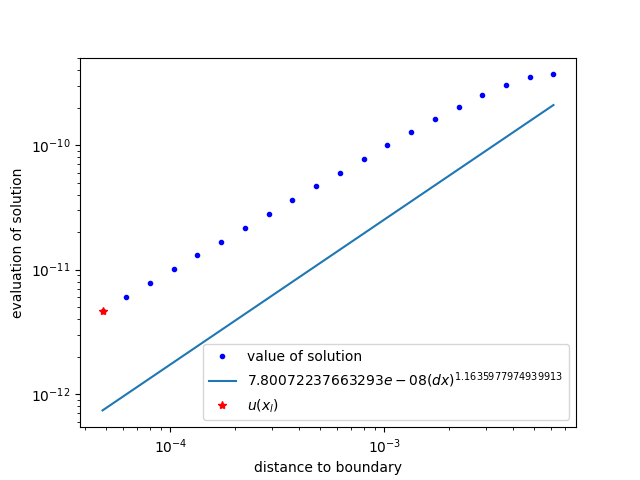 evaluation of solution
10⁻¹⁰
10⁻¹¹
10⁻¹²
value of solution
7.80072237663293e − 08(dx)^1.1635977974939913
u(x_l)
10⁻⁴
10⁻³
distance to boundary